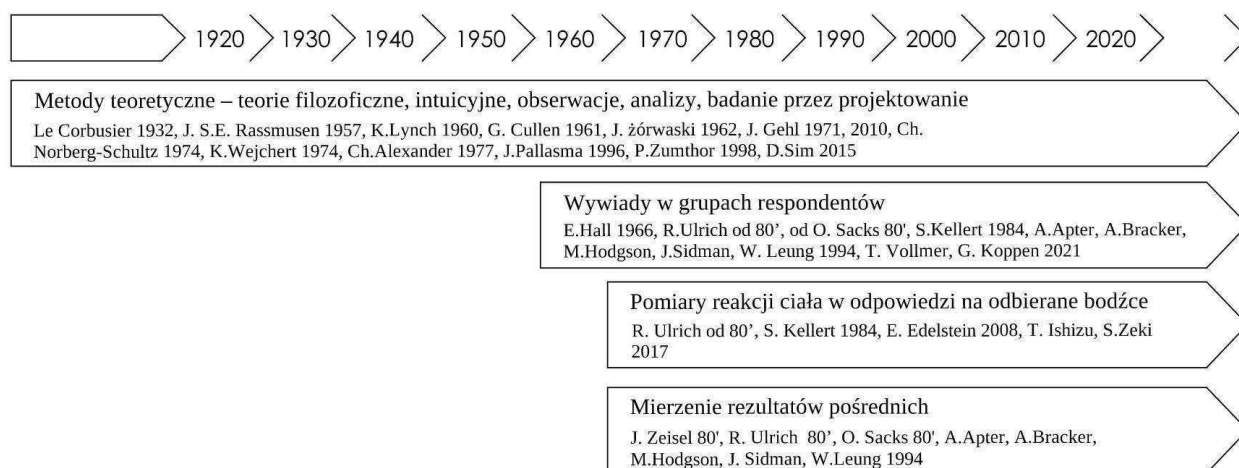 1920 1930 1940 1950 1960 1970 1980 1990 2000 2010 2020
Metody teoretyczne – teorie filozoficzne, intuicyjne, obserwacje, analizy, badanie przez projektowanie
Le Corbusier 1932, J. S.E. Rassmusen 1957, K.Lynch 1960, G. Cullen 1961, J. żórwaski 1962, J. Gehl 1971, 2010, Ch.
Norberg-Schultz 1974, K.Wejchert 1974, Ch.Alexander 1977, J.Pallasma 1996, P.Zumthor 1998, D.Sim 2015
Wywiady w grupach respondentów
E.Hall 1966, R.Ulrich od 80’, od O. Sacks 80', S.Kellert 1984, A.Apter, A.Bracker,
M.Hodgson, J.Sidman, W. Leung 1994, T. Vollmer, G. Koppen 2021
Pomiary reakcji ciała w odpowiedzi na odbierane bodźce
R. Ulrich od 80’, S. Kellert 1984, E. Edelstein 2008, T. Ishizu, S.Zeki
2017
Mierzenie rezultatów pośrednich
J. Zeisel 80', R. Ulrich 80’, O. Sacks 80', A.Apter, A.Bracker,
M.Hodgson, J. Sidman, W.Leung 1994